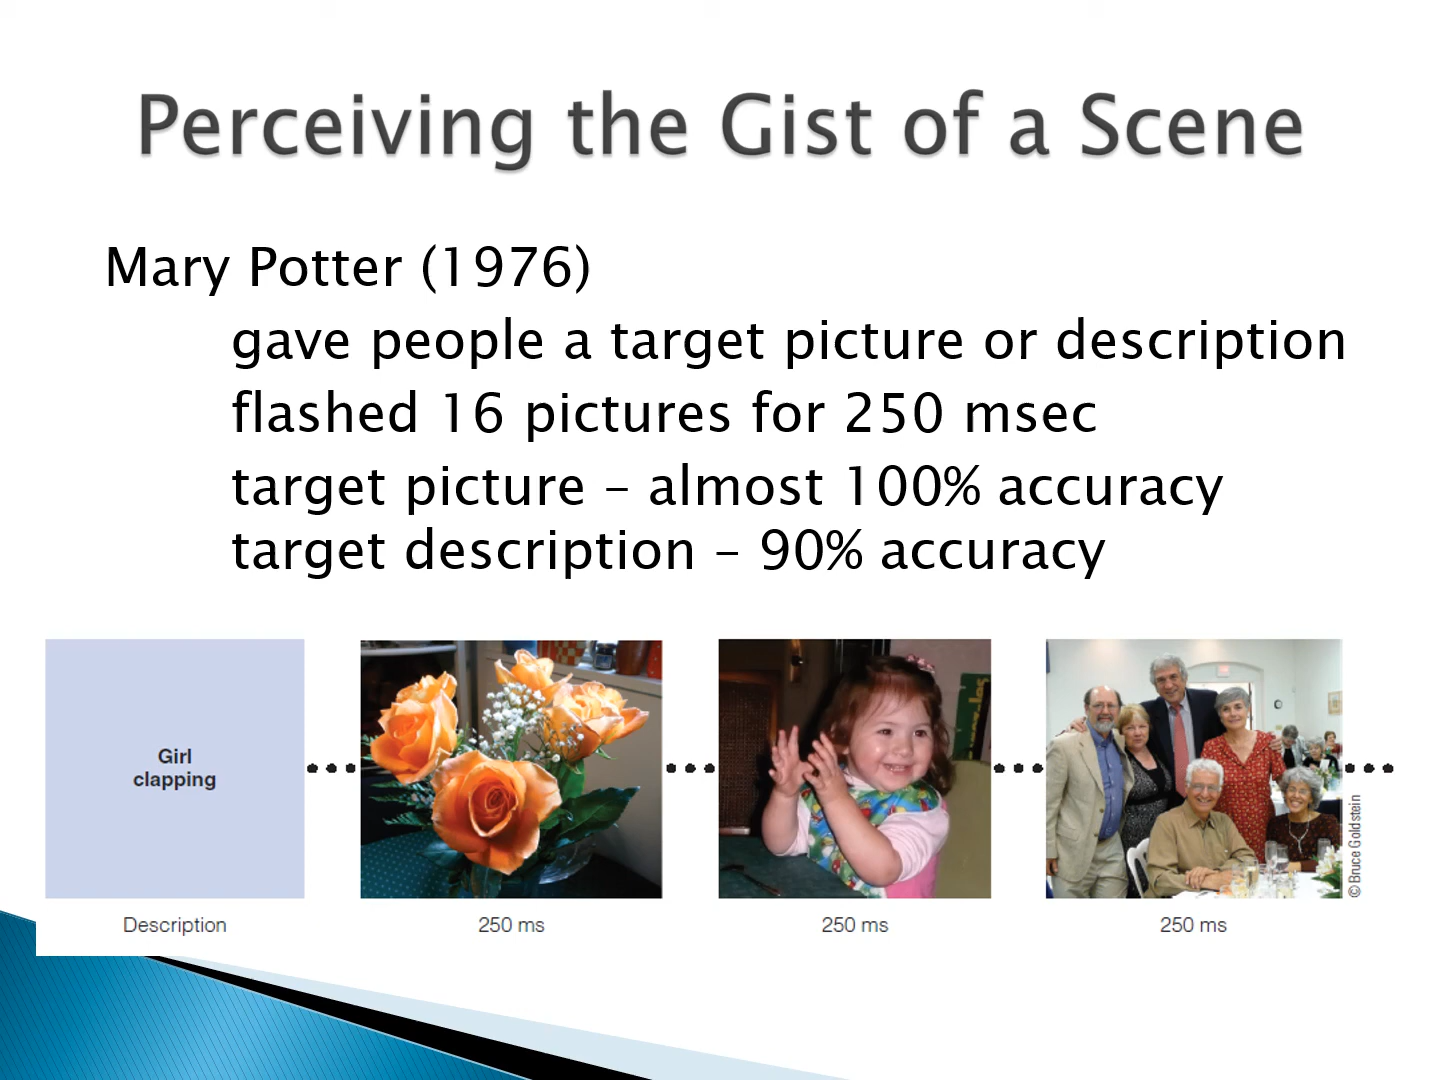 Perceiving the Gist of a Scene
Mary Potter (1976)
gave people a target picture or description
flashed 16 pictures for 250 msec
target picture – almost 100% accuracy
target description – 90% accuracy
Girl
clapping
© Bruce Goldstein
Description
250 ms
250 ms
250 ms